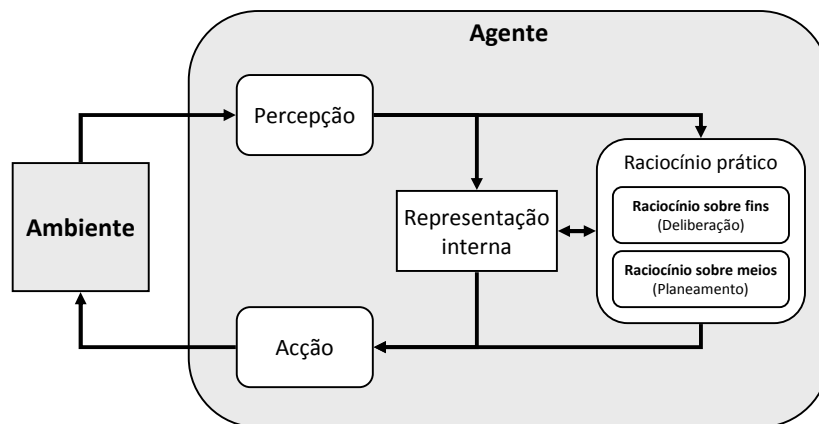 Agente
Percepção
Raciocínio prático
Raciocínio sobre fins
(Deliberação)
Representação
interna
Ambiente
Raciocínio sobre meios
(Planeamento)
Acção